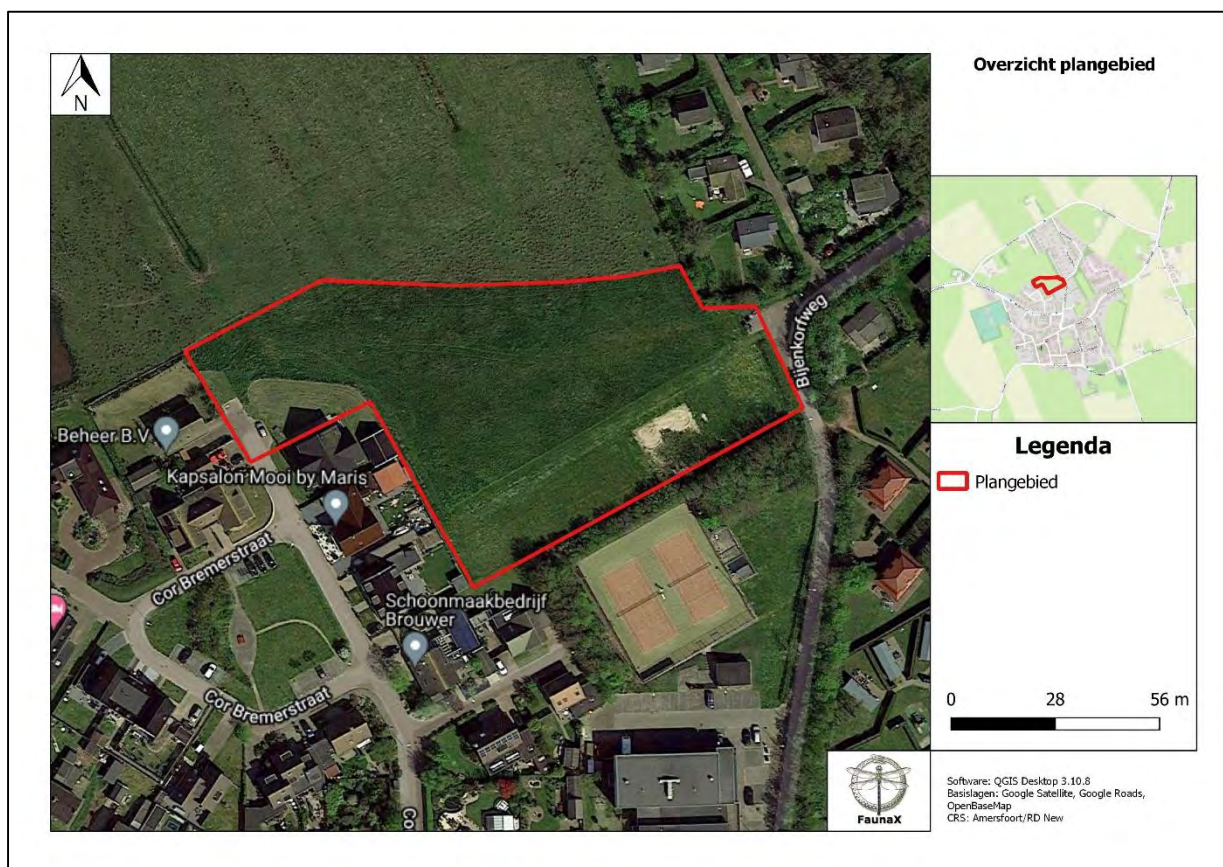 Overzicht plangebied
N
Bijenkorfweg
Beheer B.V
Kapsalon Mooi by Maris
Cor Bremerstraat
Schoonmaakbedrijf
Brouwer
Cor Bremerstraat
Co
Legenda
Plangebied
0 28 56 m
FaunaX
Software: QGIS Desktop 3.10.8
Basislagen: Google Satellite, Google Roads,
OpenBaseMap
CRS: Amersfoort/RD New